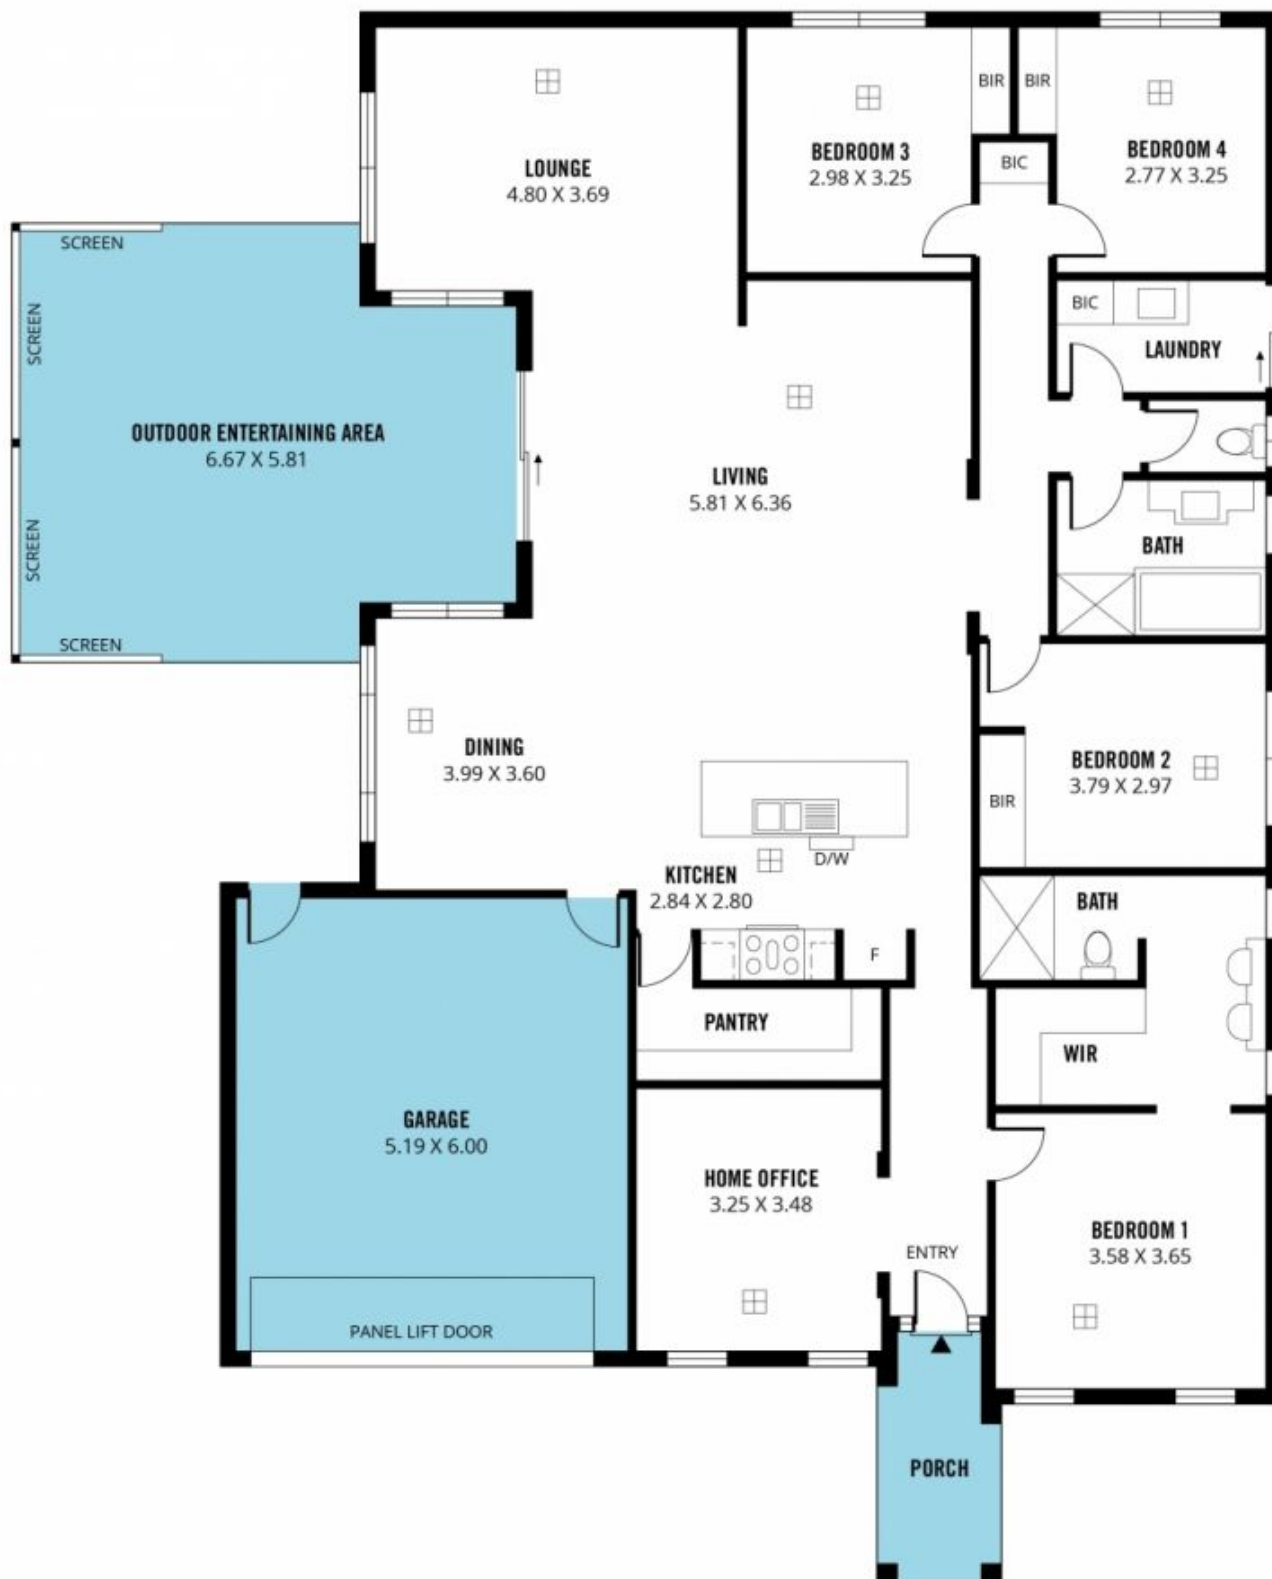 LOUNGE
4.80 X 3.69
BEDROOM 3
2.98 X 3.25
BIR
BIR
BIC
BEDROOM 4
2.77 X 3.25
SCREEN
SCREEN
SCREEN
SCREEN
OUTDOOR ENTERTAINING AREA
6.67 X 5.81
LIVING
5.81 X 6.36
BIC
LAUNDRY
BATH
DINING
3.99 X 3.60
BEDROOM 2
3.79 X 2.97
BIR
D/W
KITCHEN
2.84 X 2.80
F
BATH
PANTRY
WIR
GARAGE
5.19 X 6.00
HOME OFFICE
3.25 X 3.48
ENTRY
BEDROOM 1
3.58 X 3.65
PANEL LIFT DOOR
PORCH